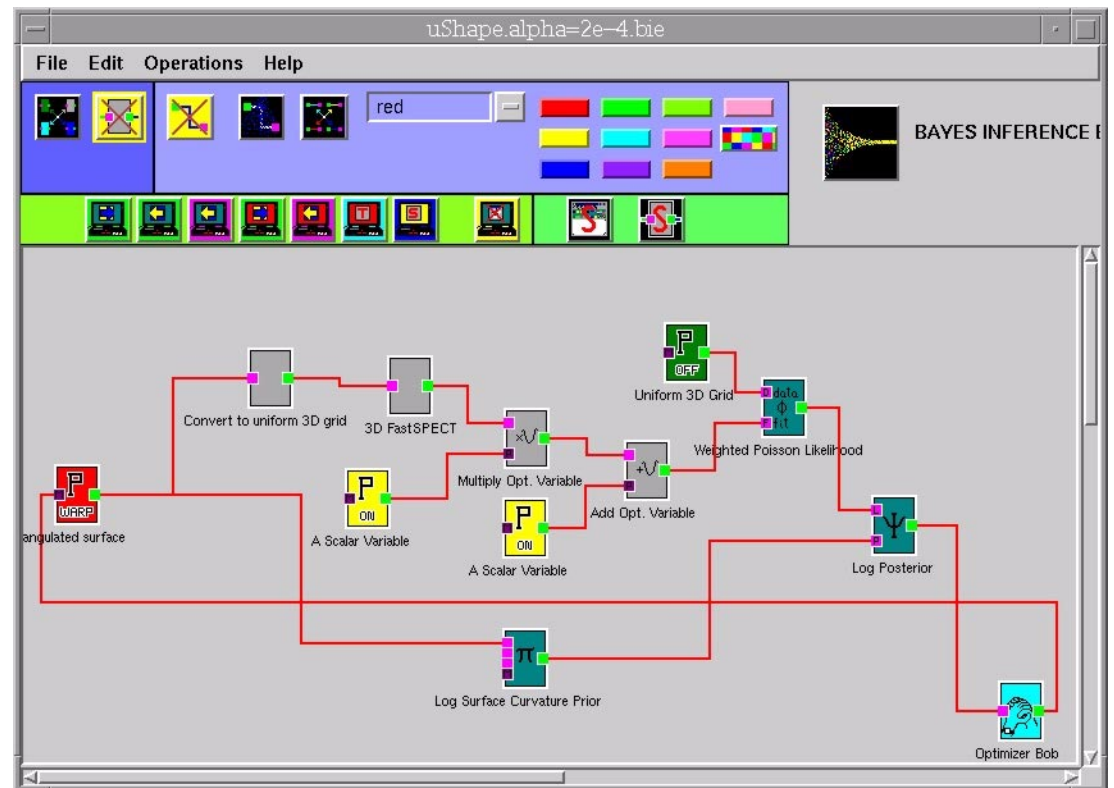 uShape.alpha=2e-4.bie
File Edit Operations Help
red
BAYES INFERENCE
T
S
S
S
P
OFF
Uniform 3D Grid
D data
Φ
F fit
Weighted Poisson Likelihood
Convert to uniform 3D grid
3D FastSPECT
Multiply Opt. Variable
Add Opt. Variable
P
WARP
angulated surface
P
ON
A Scalar Variable
P
ON
A Scalar Variable
L
Ψ
P
Log Posterior
π
Log Surface Curvature Prior
Optimizer Bob